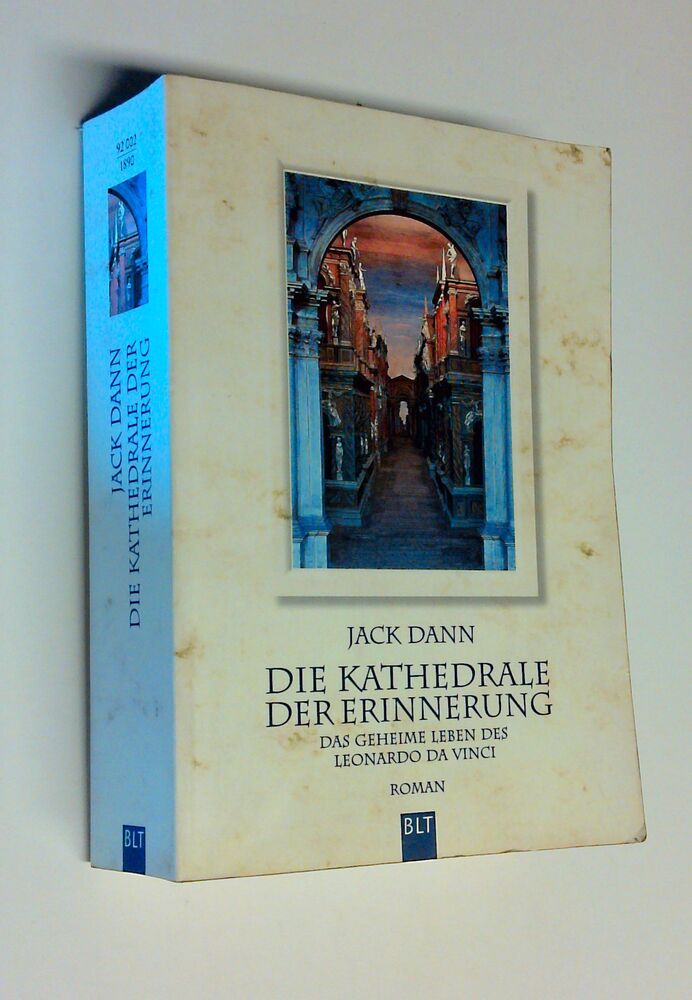 92 002
1890
JACK DANN
DIE KATHEDRALE DER
ERINNERUNG
BLT
JACK DANN
DIE KATHEDRALE
DER ERINNERUNG
DAS GEHEIME LEBEN DES
LEONARDO DA VINCI
ROMAN
BLT